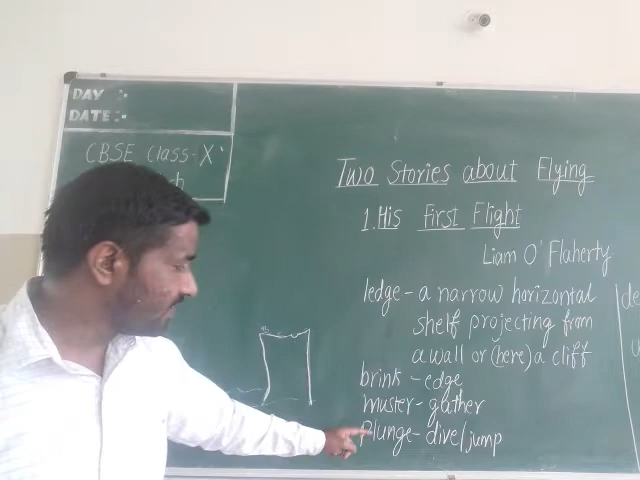 DAY :-
DATE :-
CBSE Class-X
Two Stories about Flying
1. His First Flight
Liam O' Flaherty
ledge - a narrow horizontal
shelf projecting from
a wall or (here) a cliff
brink - edge
muster - gather
Plunge - dive/jump